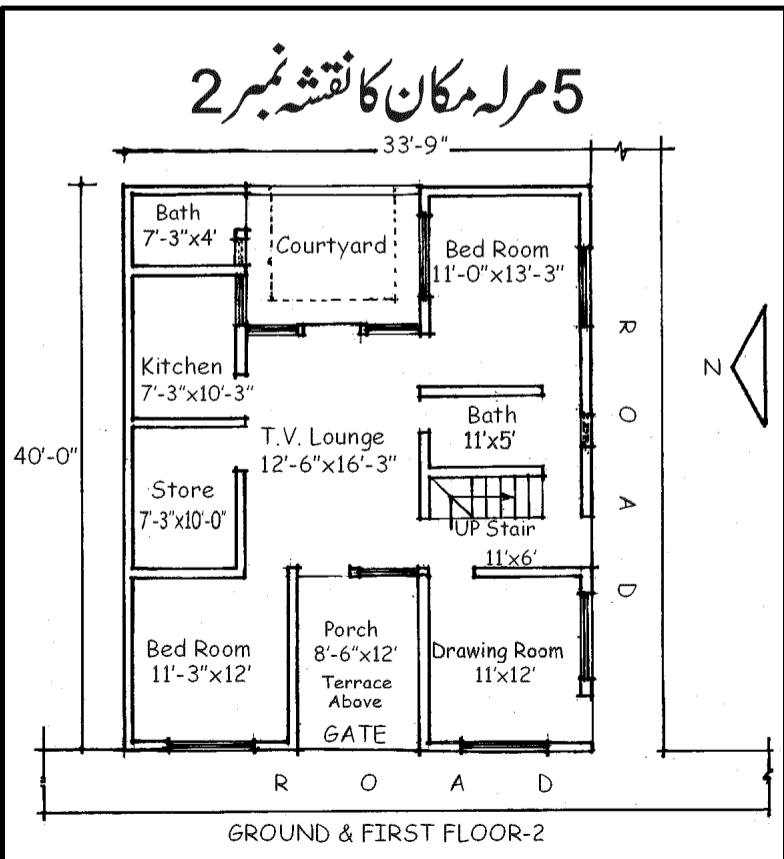 5 مرلہ مکان کا نقشہ نمبر 2
33'-9"
Bath
7'-3"x4'
Courtyard
Bed Room
11'-0"x13'-3"
Kitchen
7'-3"x10'-3"
Bath
11'x5'
T.V. Lounge
12'-6"x16'-3"
40'-0"
Store
7'-3"x10'-0"
UP Stair
11'x6'
Bed Room
11'-3"x12'
Porch
8'-6"x12'
Terrace
Above
GATE
Drawing Room
11'x12'
ROAD
N
ROAD
GROUND & FIRST FLOOR-2